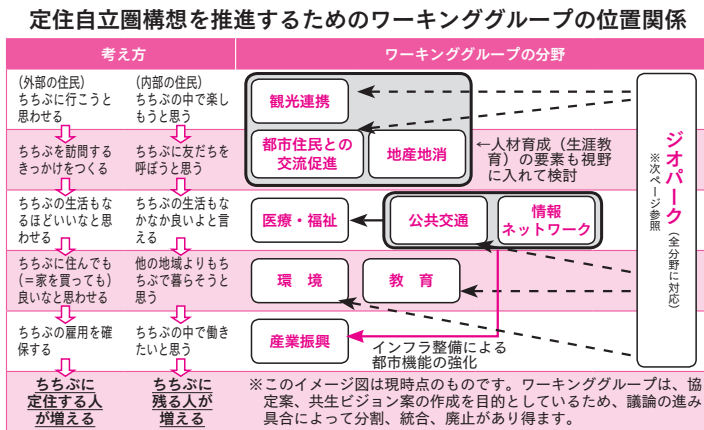 定住自立圏構想を推進するためのワーキンググループの位置関係
考え方
ワーキンググループの分野
(外部の住民)
ちちぶに行こうと
思わせる
(内部の住民)
ちちぶの中で楽し
もうと思う
ちちぶを訪問する
きっかけをつくる
ちちぶに友だちを
呼ぼうと思う
ちちぶの生活もな
るほどいいなと思
わせる
ちちぶの生活もな
かなか良いよと言
える
ちちぶに住んでも
(=家を買っても)
良いなと思わせる
他の地域よりもち
ちぶで暮らそうと
思う
ちちぶの雇用を確
保する
ちちぶの中で働き
たいと思う
ちちぶに
定住する人
が増える
ちちぶに
残る人が
増える
観光連携
都市住民との
交流促進
地産地消
←人材育成(生涯教
育)の要素も視野
に入れて検討
医療・福祉
公共交通
情報
ネットワーク
環 境
教 育
産業振興
インフラ整備による
都市機能の強化
ジオパーク(全分野に対応)
※次ページ参照
※このイメージ図は現時点のものです。ワーキンググループは、協
定案、共生ビジョン案の作成を目的としているため、議論の進み
具合によって分割、統合、廃止があり得ます。